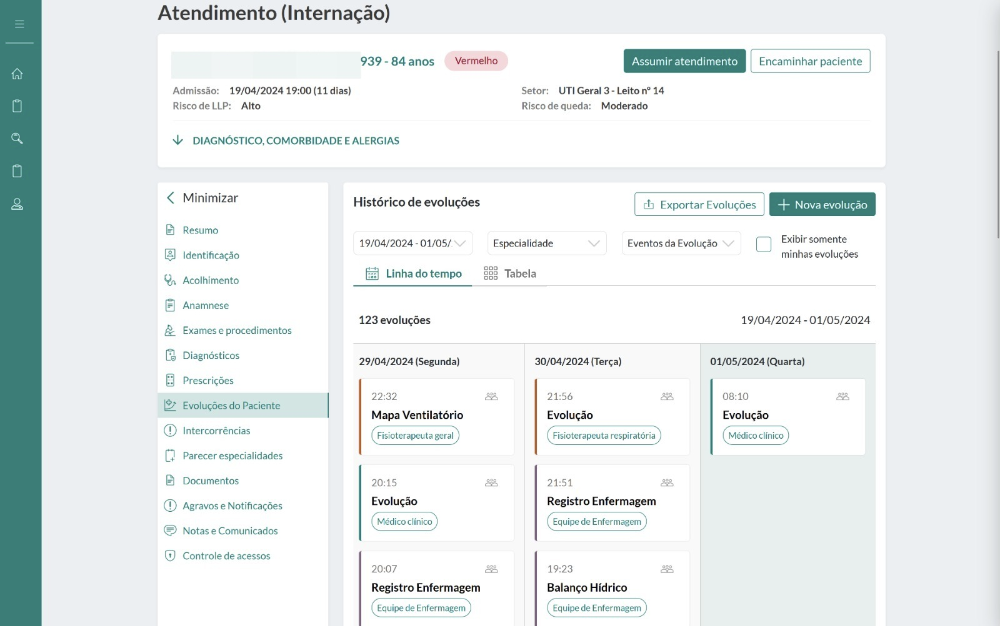 Atendimento (Internação)
939 - 84 anos
Vermelho
Assumir atendimento
Encaminhar paciente
Admissão: 19/04/2024 19:00 (11 dias)
Setor: UTI Geral 3 - Leito nº 14
Risco de LLP: Alto
Risco de queda: Moderado
DIAGNÓSTICO, COMORBIDADE E ALERGIAS
Minimizar
Resumo
Identificação
Acolhimento
Anamnese
Exames e procedimentos
Diagnósticos
Prescrições
Evoluções do Paciente
Intercorrências
Parecer especialidades
Documentos
Agravos e Notificações
Notas e Comunicados
Controle de acessos
Histórico de evoluções
Exportar Evoluções
Nova evolução
19/04/2024 - 01/05/
Especialidade
Eventos da Evolução
Exibir somente
minhas evoluções
Linha do tempo
Tabela
123 evoluções
19/04/2024 - 01/05/2024
29/04/2024 (Segunda)
22:32
Mapa Ventilatório
Fisioterapeuta geral
20:15
Evolução
Médico clínico
20:07
Registro Enfermagem
Equipe de Enfermagem
30/04/2024 (Terça)
21:56
Evolução
Fisioterapeuta respiratória
21:51
Registro Enfermagem
Equipe de Enfermagem
19:23
Balanço Hídrico
Equipe de Enfermagem
01/05/2024 (Quarta)
08:10
Evolução
Médico clínico